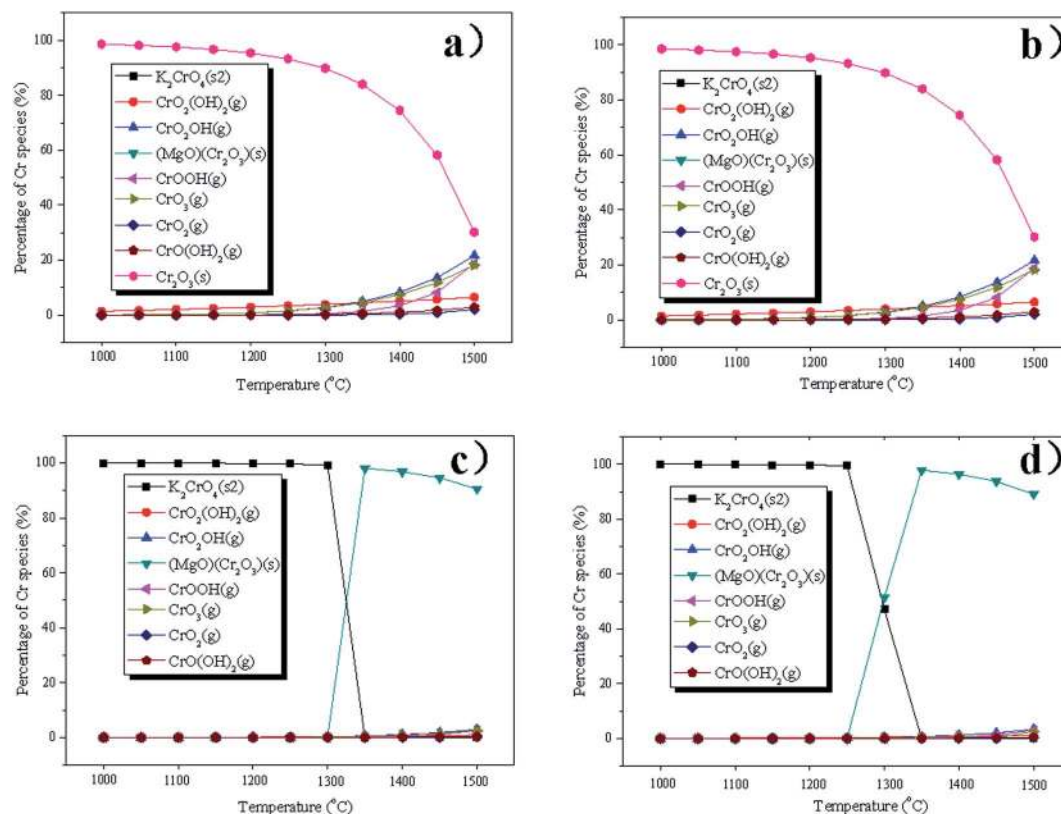 a)
100
80
60
40
20
0
Percentage of Cr species (%)
K₂CrO₄(s2)
CrO₂(OH)₂(g)
CrO₂OH(g)
(MgO)(Cr₂O₃)(s)
CrOOH(g)
CrO₃(g)
CrO₂(g)
CrO(OH)₂(g)
Cr₂O₃(s)
1000 1100 1200 1300 1400 1500
Temperature (°C)
b)
100
80
60
40
20
0
Percentage of Cr species (%)
K₂CrO₄(s2)
CrO₂(OH)₂(g)
CrO₂OH(g)
(MgO)(Cr₂O₃)(s)
CrOOH(g)
CrO₃(g)
CrO₂(g)
CrO(OH)₂(g)
Cr₂O₃(s)
1000 1100 1200 1300 1400 1500
Temperature (°C)
c)
100
80
60
40
20
0
Percentage of Cr species (%)
K₂CrO₄(s2)
CrO₂(OH)₂(g)
CrO₂OH(g)
(MgO)(Cr₂O₃)(s)
CrOOH(g)
CrO₃(g)
CrO₂(g)
CrO(OH)₂(g)
1000 1100 1200 1300 1400 1500
Temperature (°C)
d)
100
80
60
40
20
0
Percentage of Cr species (%)
K₂CrO₄(s2)
CrO₂(OH)₂(g)
CrO₂OH(g)
(MgO)(Cr₂O₃)(s)
CrOOH(g)
CrO₃(g)
CrO₂(g)
CrO(OH)₂(g)
1000 1100 1200 1300 1400 1500
Temperature (°C)